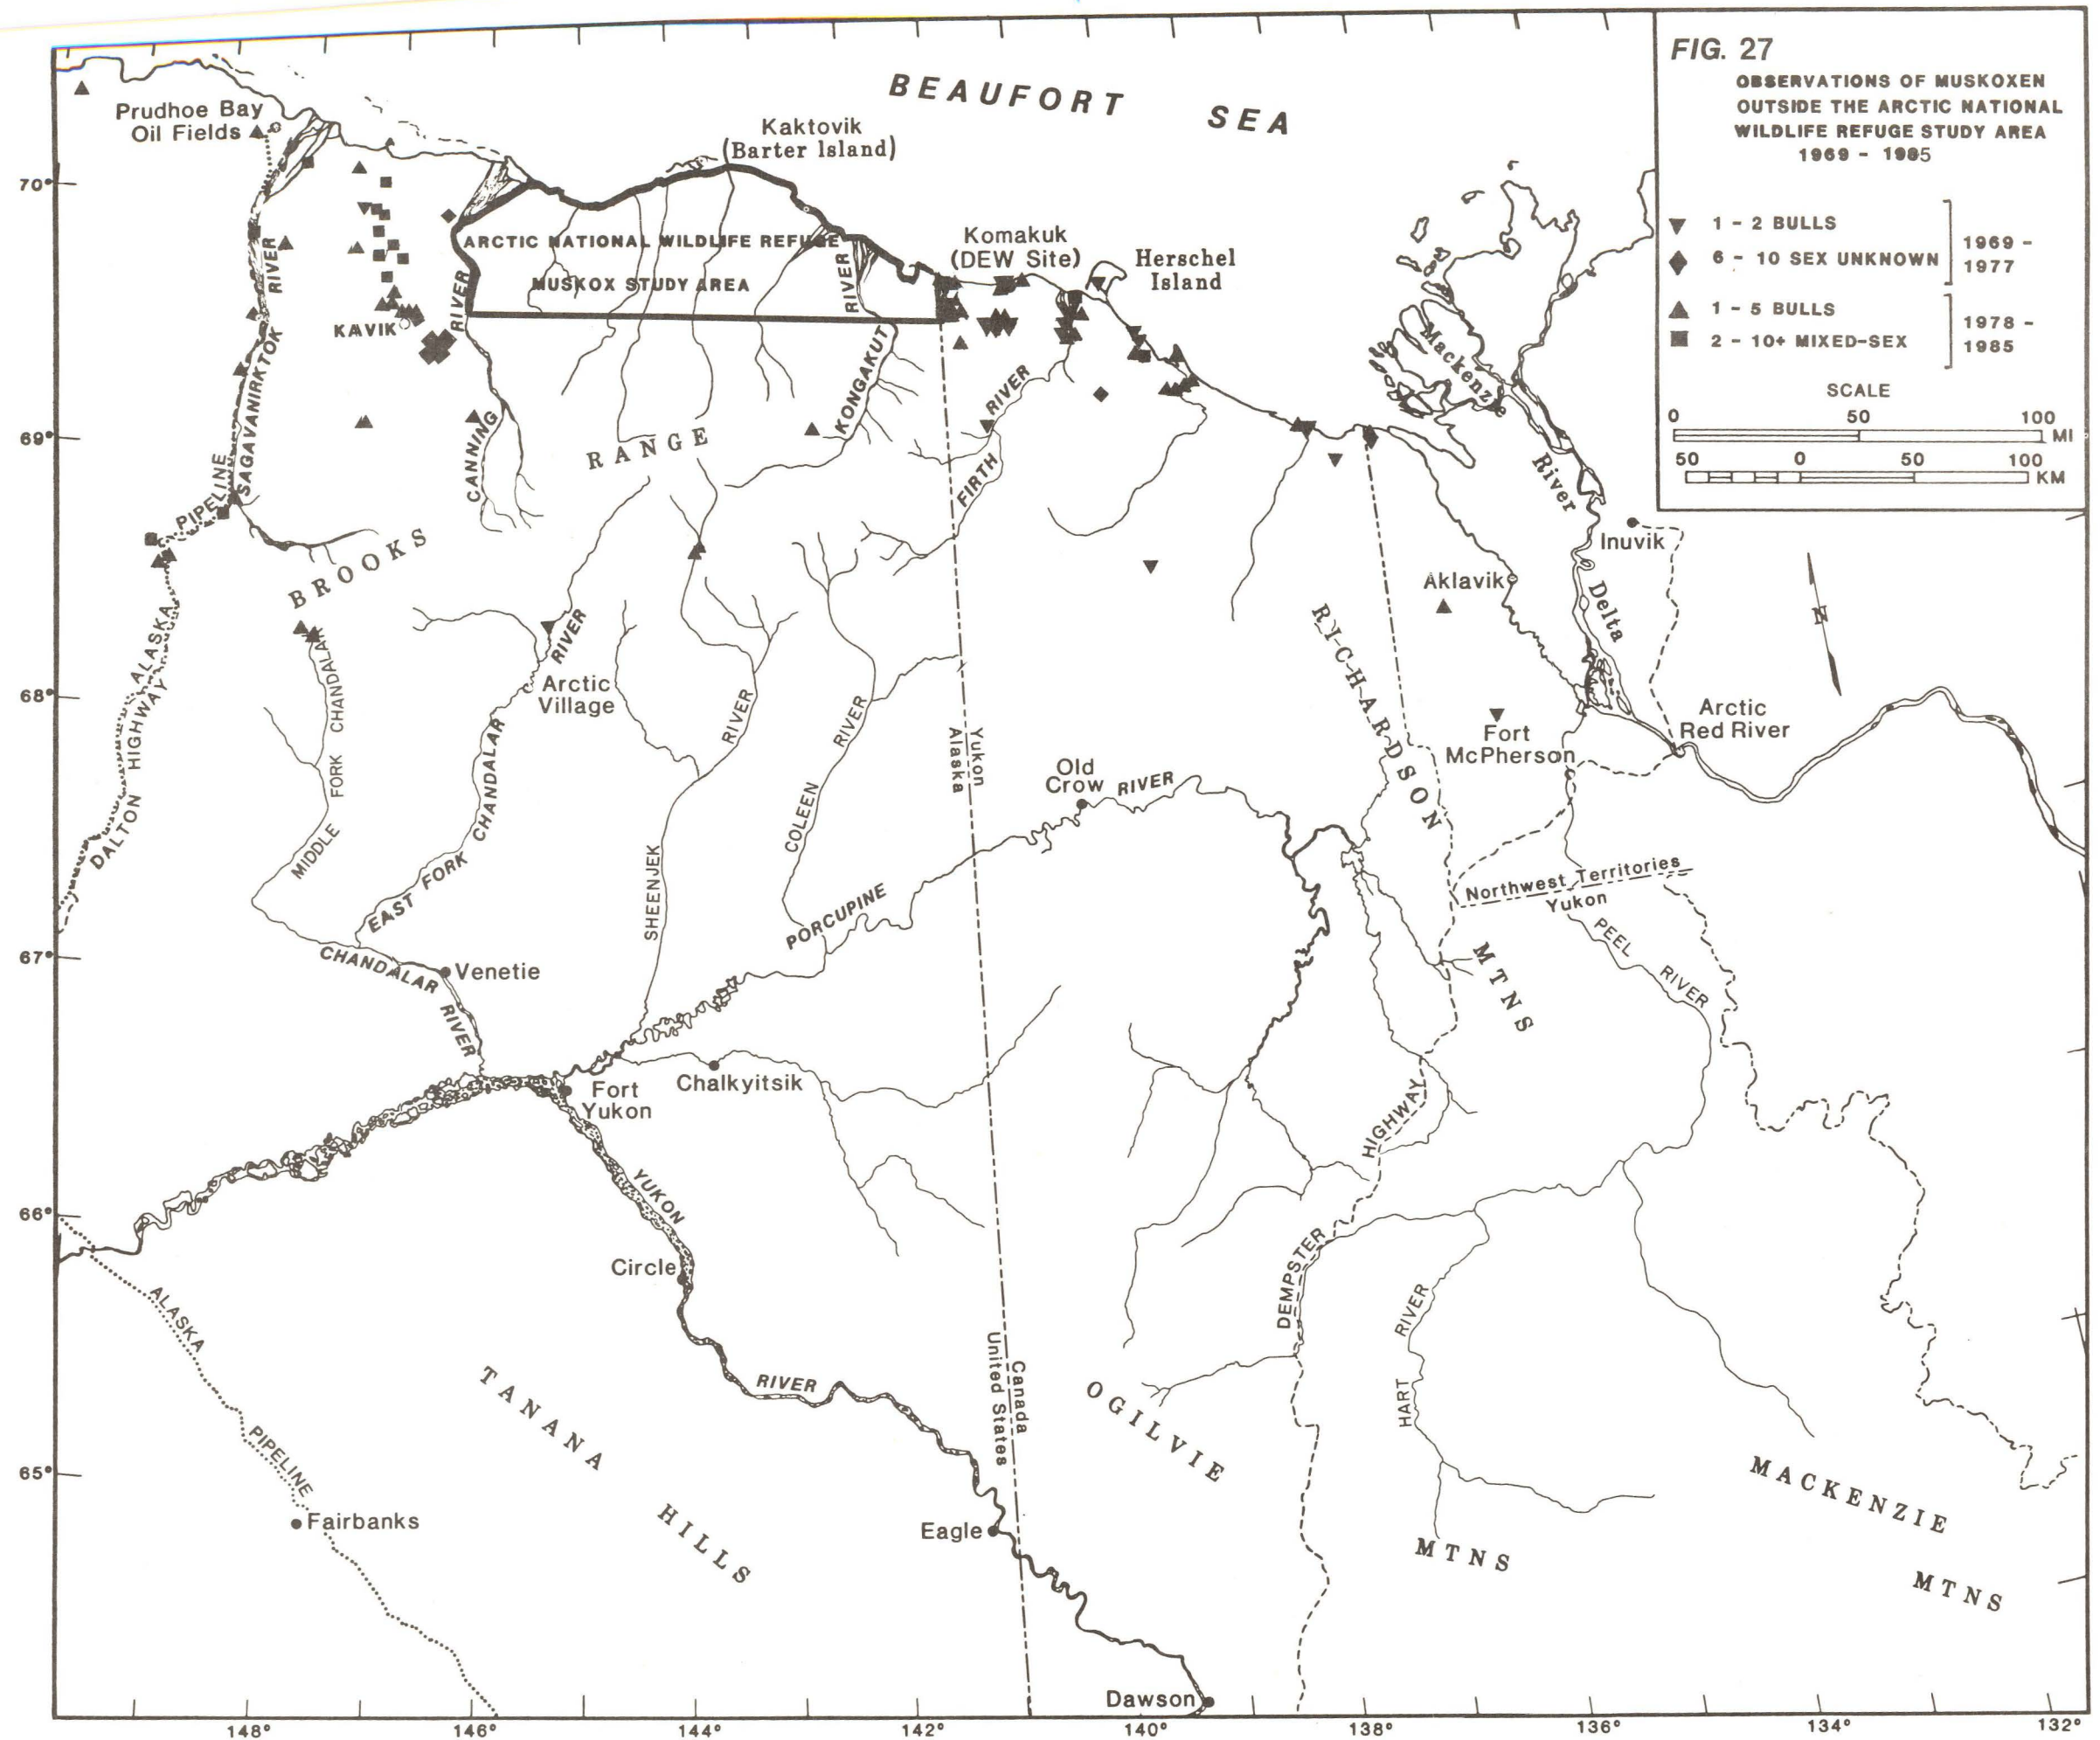 FIG. 27
OBSERVATIONS OF MUSKOXEN
OUTSIDE THE ARCTIC NATIONAL
WILDLIFE REFUGE STUDY AREA
1969 - 1985
1 - 2 BULLS
6 - 10 SEX UNKNOWN
1969 -
1977
1 - 5 BULLS
2 - 10+ MIXED-SEX
1978 -
1985
SCALE
0 50 100
MI
50 0 50 100
KM
BEAUFORT SEA
Prudhoe Bay
Oil Fields
Kaktovik
(Barter Island)
70°
ARCTIC NATIONAL WILDLIFE REFUGE
MUSKOX STUDY AREA
Komakuk
(DEW Site)
Herschel
Island
RIVER
SAGAVANIRKTOK
KAVIK
RIVER
CANNING
RIVER
KONGAKUT
RIVER
FIRTH
Mackenzie
River
Delta
69°
BROOKS
RANGE
PIPELINE
ALASKA
DALTON HIGHWAY
Inuvik
Aklavik
N
RICHARDSON
MTNS
68°
RIVER
Arctic
Village
MIDDLE FORK CHANDALAR
EAST FORK CHANDALAR
SHEENJEK
RIVER
COLEEN
RIVER
Yukon
Alaska
Fort
McPherson
Arctic
Red River
Old
Crow
RIVER
PORCUPINE
Northwest Territories
Yukon
PEEL
RIVER
67°
CHANDALAR
RIVER
Venetie
Fort
Yukon
Chalkyitsik
HIGHWAY
DEMPSTER
66°
YUKON
Circle
RIVER
ALASKA
PIPELINE
TANANA
HILLS
United States
Canada
OGILVIE
MTNS
RIVER
HART
MACKENZIE
MTNS
65°
Fairbanks
Eagle
Dawson
148° 146° 144° 142° 140° 138° 136° 134° 132°